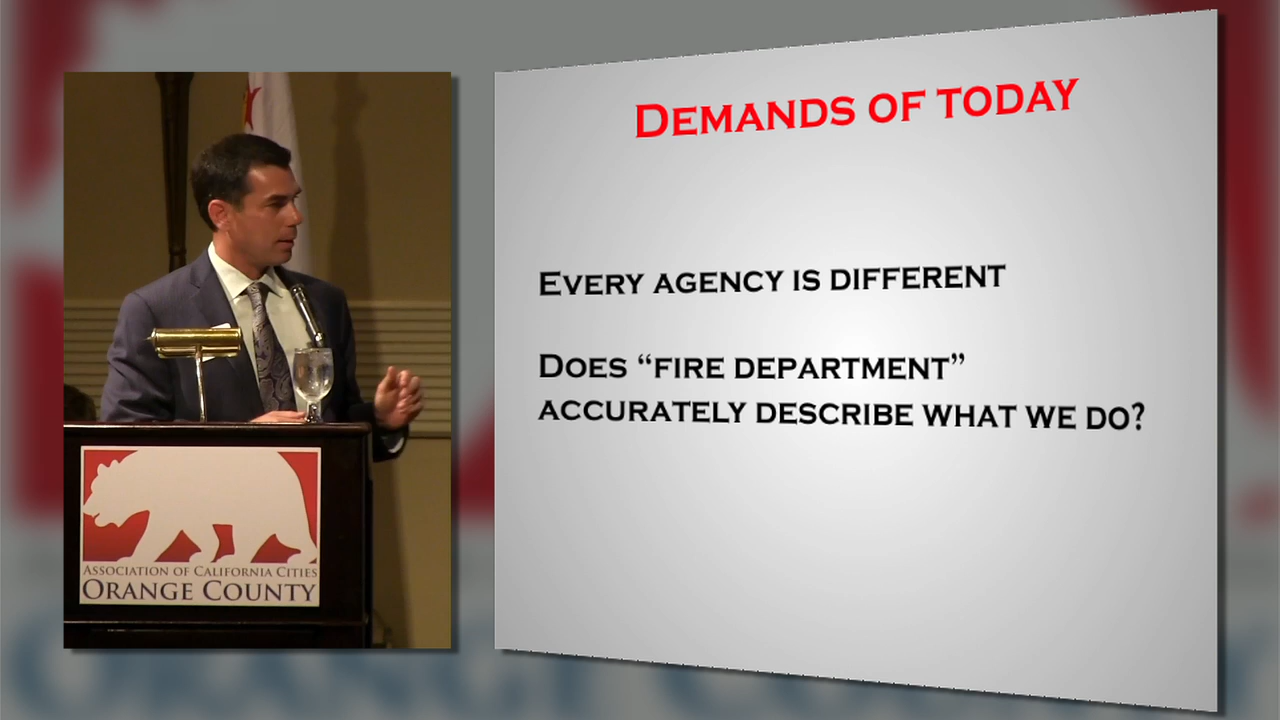 DEMANDS OF TODAY
EVERY AGENCY IS DIFFERENT
DOES “FIRE DEPARTMENT”
ACCURATELY DESCRIBE WHAT WE DO?
ASSOCIATION OF CALIFORNIA CITIES
ORANGE COUNTY